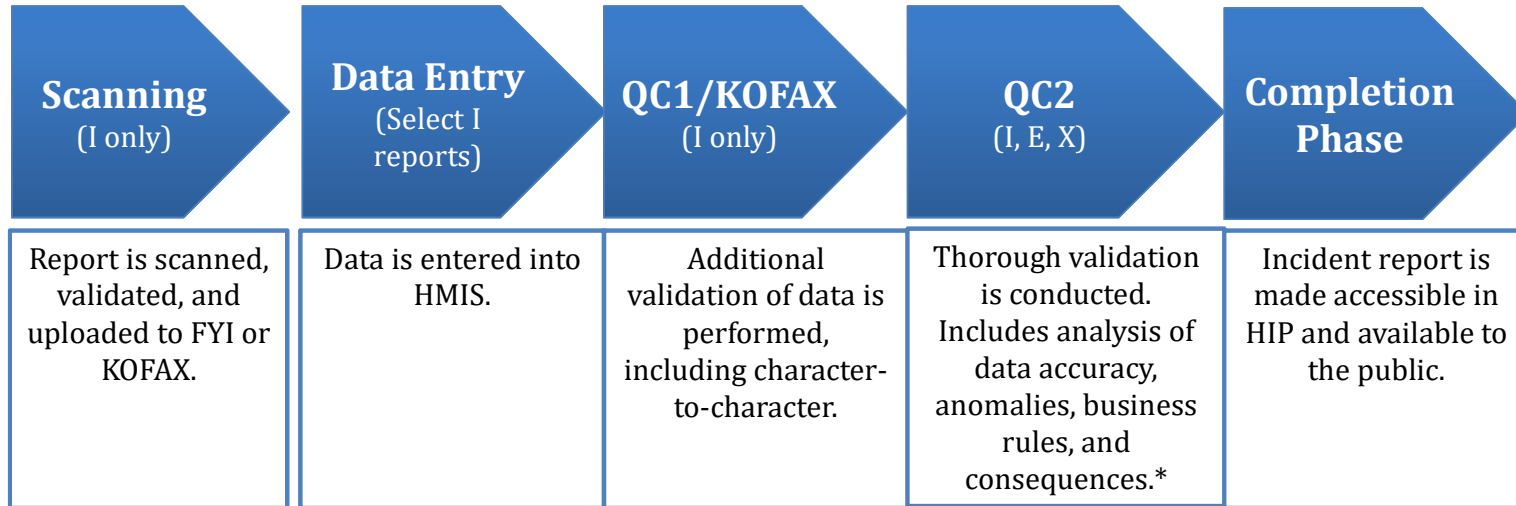 Scanning
(I only)
Data Entry
(Select I
reports)
QC1/KOFAX
(I only)
QC2
(I, E, X)
Completion
Phase
Report is scanned,
validated, and
uploaded to FYI or
KOFAX.
Data is entered into
HMIS.
Additional
validation of data is
performed,
including character-
to-character.
Thorough validation
is conducted.
Includes analysis of
data accuracy,
anomalies, business
rules, and
consequences.*
Incident report is
made accessible in
HIP and available to
the public.